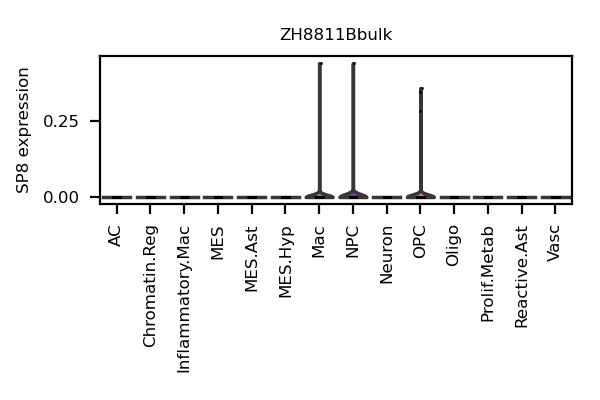 ZH8811Bbulk
SP8 expression
0.25
0.00
AC
Chromatin.Reg
Inflammatory.Mac
MES
MES.Ast
MES.Hyp
Mac
NPC
Neuron
OPC
Oligo
Prolif.Metab
Reactive.Ast
Vasc